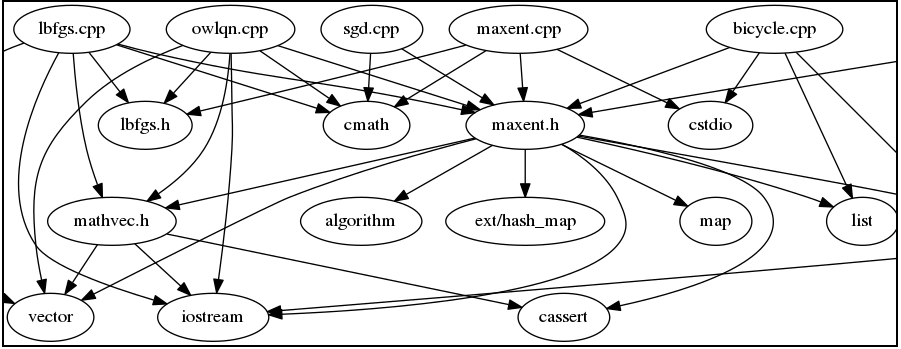 lbfgs.cpp owlqn.cpp sgd.cpp maxent.cpp bicycle.cpp
lbfgs.h cmath maxent.h cstdio
mathvec.h algorithm ext/hash_map map list
vector iostream cassert